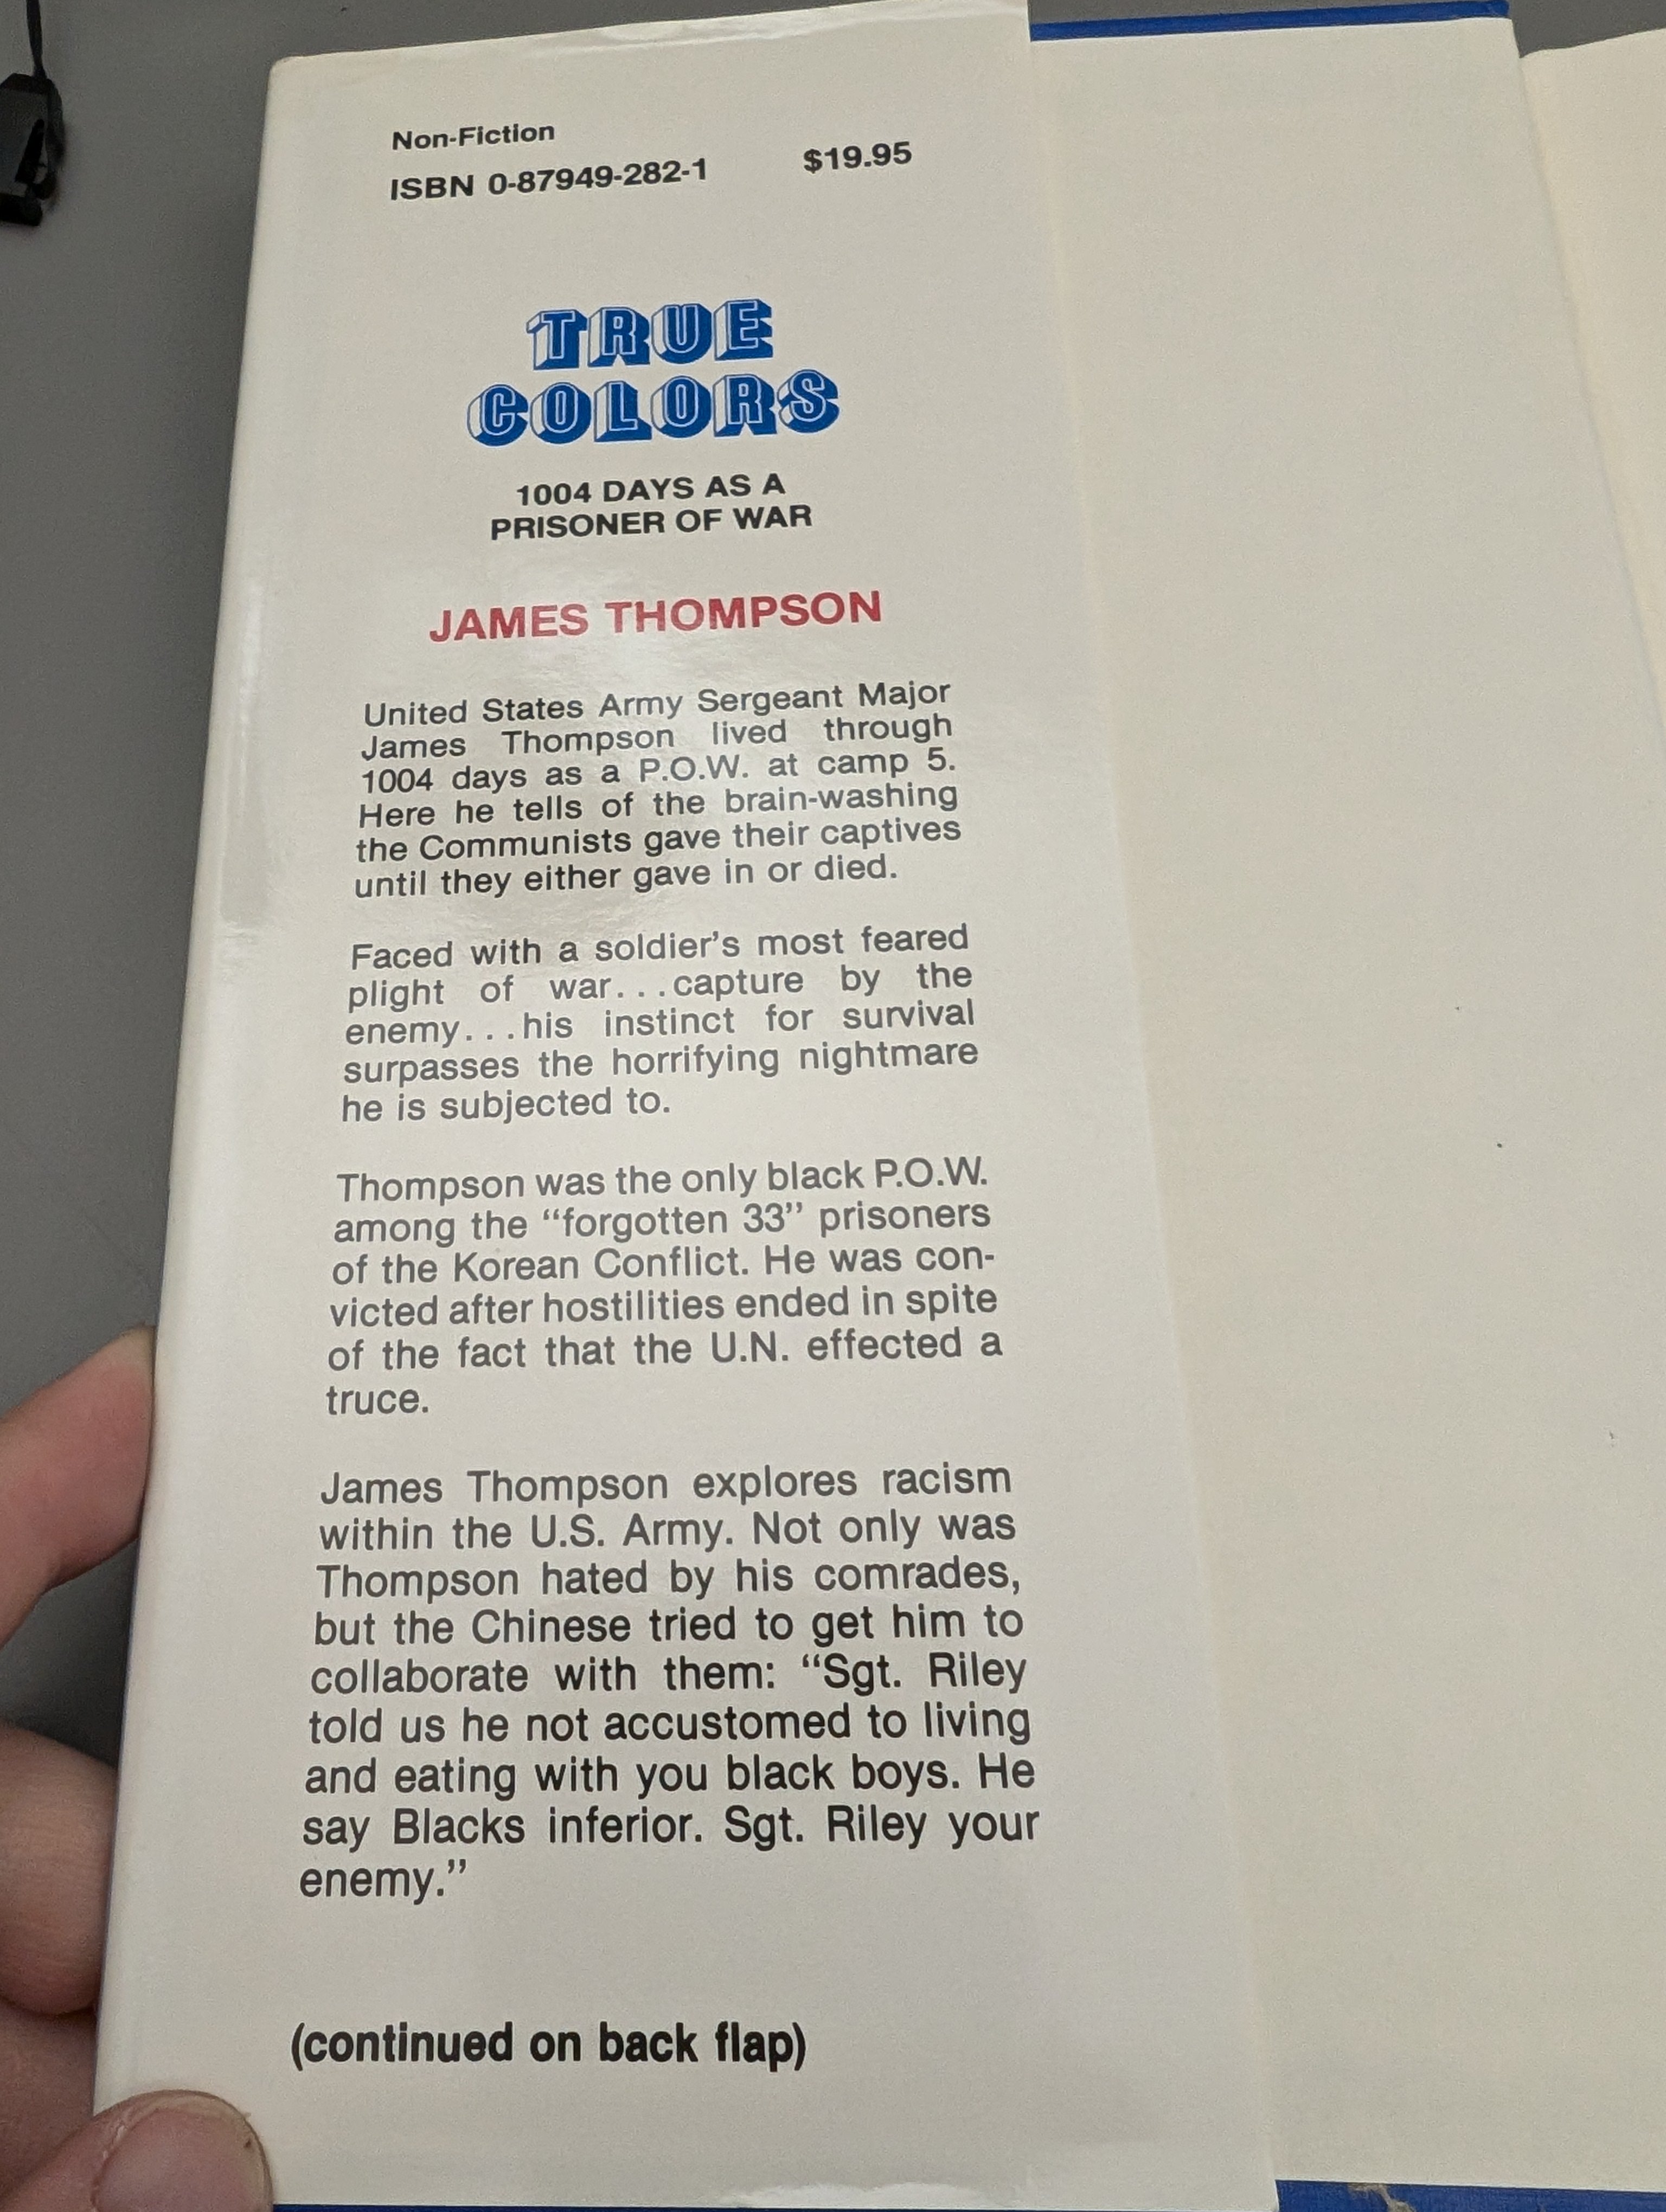 Non-Fiction
ISBN 0-87949-282-1 $19.95
TRUE
COLORS
1004 DAYS AS A
PRISONER OF WAR
JAMES THOMPSON
United States Army Sergeant Major
James Thompson lived through
1004 days as a P.O.W. at camp 5.
Here he tells of the brain-washing
the Communists gave their captives
until they either gave in or died.
Faced with a soldier's most feared
plight of war...capture by the
enemy...his instinct for survival
surpasses the horrifying nightmare
he is subjected to.
Thompson was the only black P.O.W.
among the “forgotten 33” prisoners
of the Korean Conflict. He was con-
victed after hostilities ended in spite
of the fact that the U.N. effected a
truce.
James Thompson explores racism
within the U.S. Army. Not only was
Thompson hated by his comrades,
but the Chinese tried to get him to
collaborate with them: “Sgt. Riley
told us he not accustomed to living
and eating with you black boys. He
say Blacks inferior. Sgt. Riley your
enemy.”
(continued on back flap)